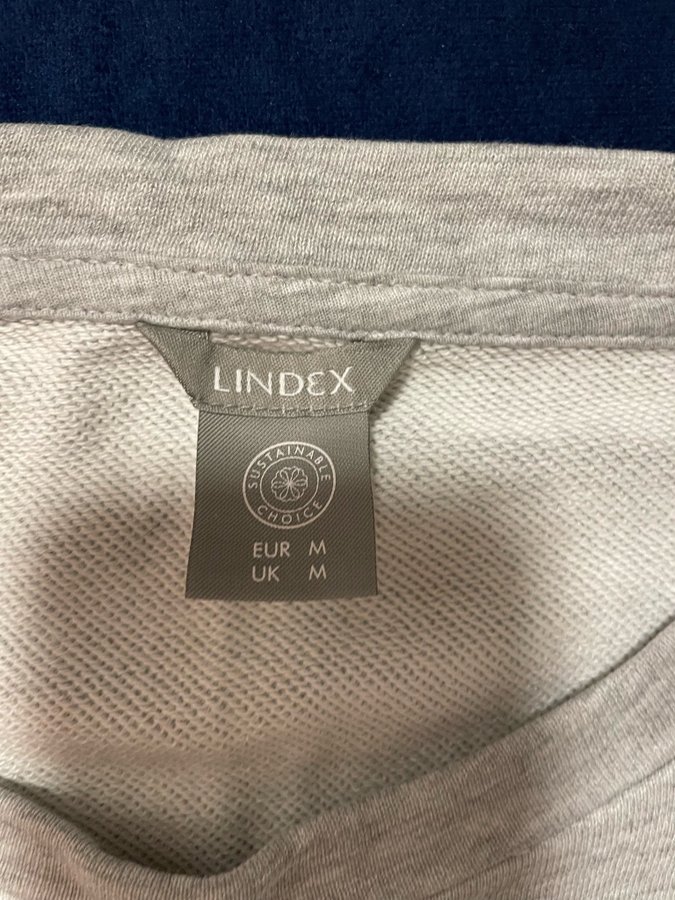 LINDEX
SUSTAINABLE
CHOICE
EUR M
UK M